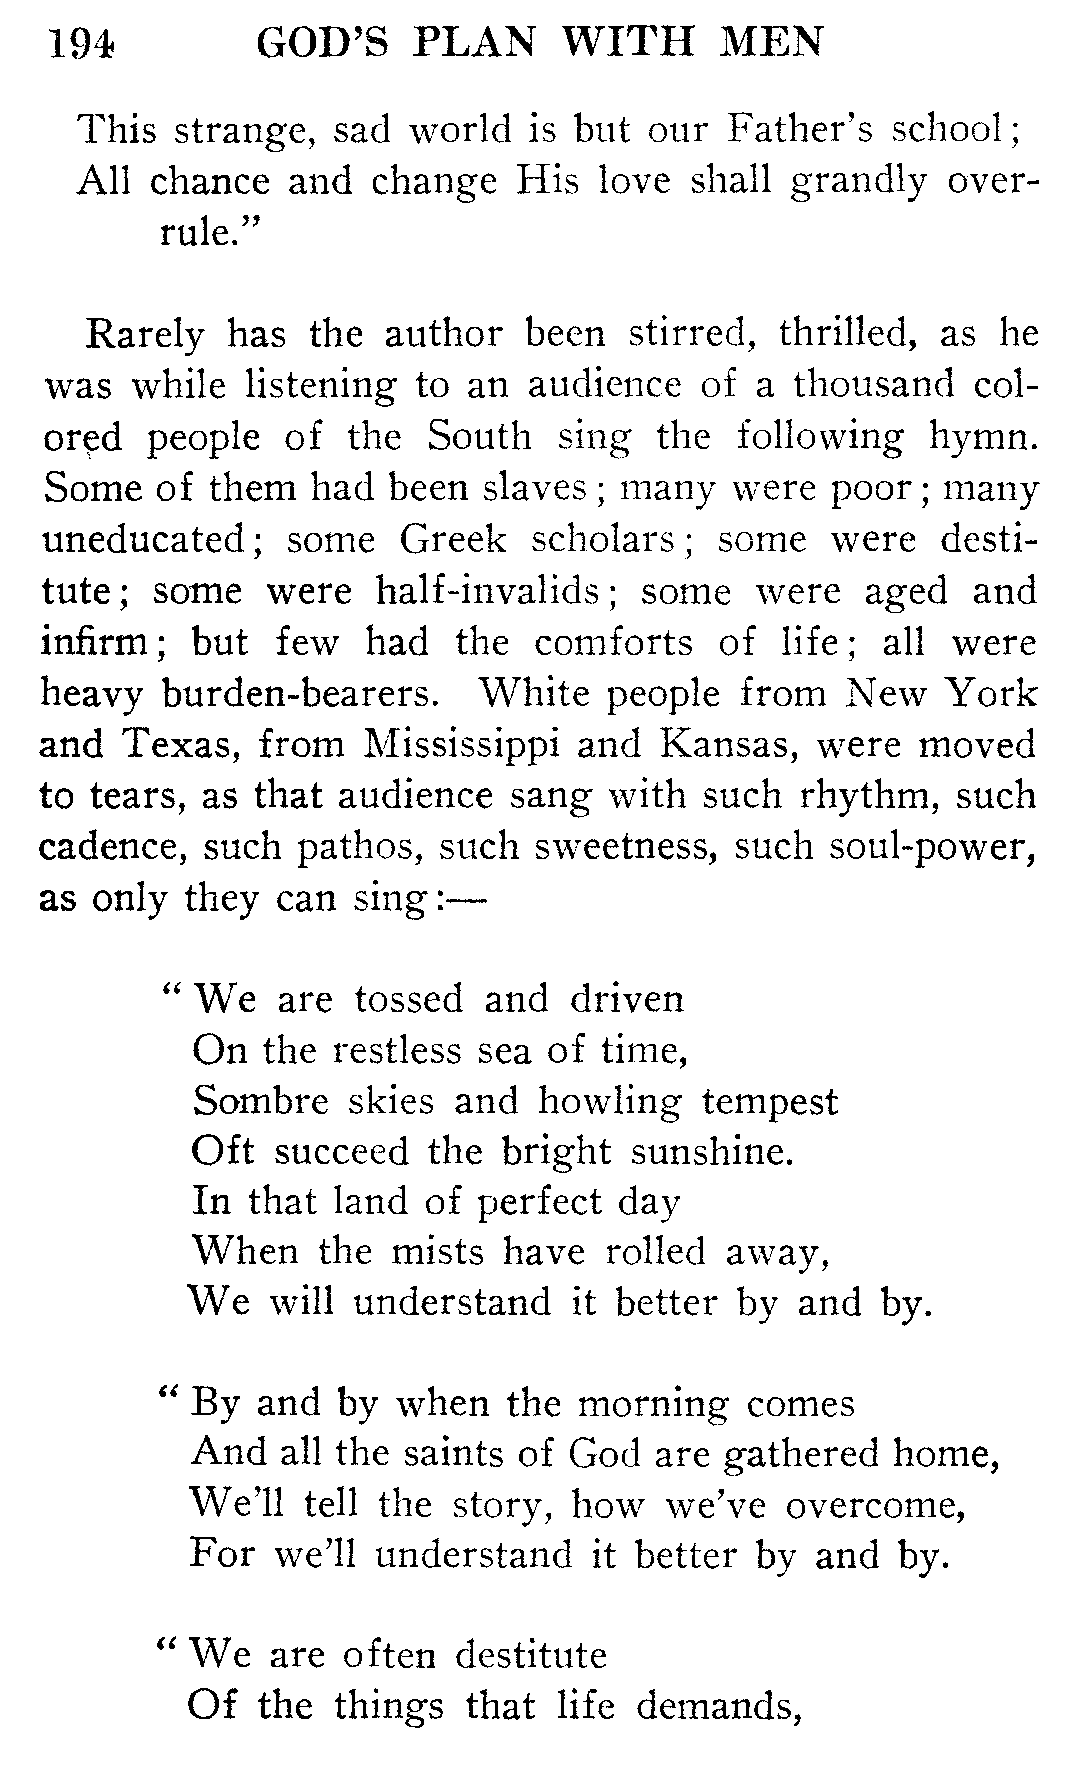 194 GOD'S PLAN WITH MEN
This strange, sad world is but our Father's school;
All chance and change His love shall grandly over-
rule."
Rarely has the author been stirred, thrilled, as he
was while listening to an audience of a thousand col-
ored people of the South sing the following hymn.
Some of them had been slaves; many were poor; many
uneducated; some Greek scholars; some were desti-
tute; some were half-invalids; some were aged and
infirm; but few had the comforts of life; all were
heavy burden-bearers. White people from New York
and Texas, from Mississippi and Kansas, were moved
to tears, as that audience sang with such rhythm, such
cadence, such pathos, such sweetness, such soul-power,
as only they can sing:—
"We are tossed and driven
On the restless sea of time,
Sombre skies and howling tempest
Oft succeed the bright sunshine.
In that land of perfect day
When the mists have rolled away,
We will understand it better by and by.
"By and by when the morning comes
And all the saints of God are gathered home,
We'll tell the story, how we've overcome,
For we'll understand it better by and by.
"We are often destitute
Of the things that life demands,